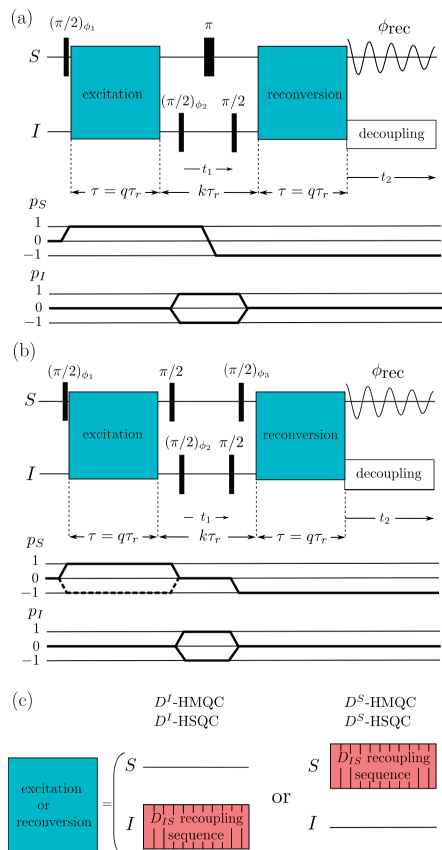 (a)
(π/2)ϕ1 π ϕrec
S excitation reconversion
(π/2)ϕ2 π/2
I decoupling
t1 t2
τ = qτr kτr τ = qτr
pS
1
0
−1
pI
1
0
−1
(b)
(π/2)ϕ1 π/2 (π/2)ϕ3 ϕrec
S excitation reconversion
(π/2)ϕ2 π/2
I decoupling
t1 t2
τ = qτr kτr τ = qτr
pS
1
0
−1
pI
1
0
−1
(c)
D^I-HMQC D^S-HMQC
D^I-HSQC D^S-HSQC
excitation
or
reconversion
=
S
I D_IS recoupling
sequence
or
S D_IS recoupling
sequence
I